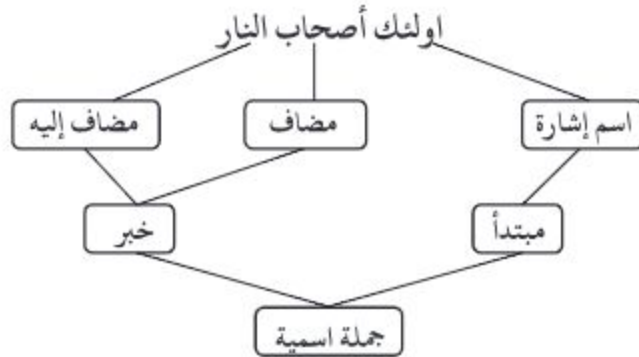 اولئك أصحاب النار
اسم إشارة مضاف مضاف إليه
مبتدأ خبر
جملة اسمية